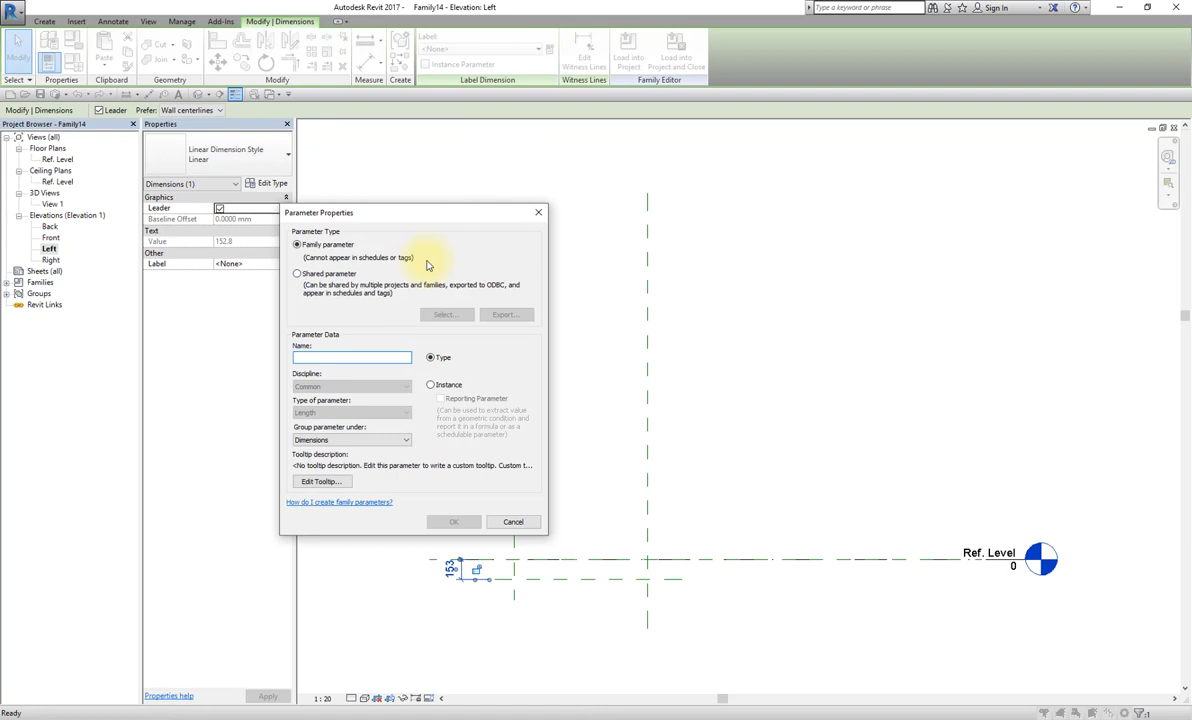 Autodesk Revit 2017 - Family14 - Elevation: Left
Type a keyword or phrase
Sign In
Create Insert Annotate View Manage Add-Ins Modify | Dimensions
Modify
Paste
Cut
Join
Label:
<None>
Instance Parameter
Edit
Witness Lines
Load into
Project
Load into
Project and Close
Select Properties Clipboard Geometry Modify Measure Create Label Dimension Witness Lines Family Editor
Modify | Dimensions Leader Prefer: Wall centerlines
Project Browser - Family14
Views (all)
Floor Plans
Ref. Level
Ceiling Plans
Ref. Level
3D Views
View 1
Elevations (Elevation 1)
Back
Front
Left
Right
Sheets (all)
Families
Groups
Revit Links
Properties
Linear Dimension Style
Linear
Dimensions (1) Edit Type
Graphics
Leader
Baseline Offset 0.0000 mm
Text
Value 152.8
Other
Label <None>
Properties help Apply
Parameter Properties
Parameter Type
Family parameter
(Cannot appear in schedules or tags)
Shared parameter
(Can be shared by multiple projects and families, exported to ODBC, and
appear in schedules and tags)
Select... Export...
Parameter Data
Name:
Type
Discipline:
Common
Instance
Type of parameter:
Length
Reporting Parameter
(Can be used to extract value
from a geometric condition and
report it in a formula or as a
schedulable parameter)
Group parameter under:
Dimensions
Tooltip description:
<No tooltip description. Edit this parameter to write a custom tooltip. Custom t...
Edit Tooltip...
How do I create family parameters?
OK Cancel
153
Ref. Level
0
1 : 20
Ready
:1